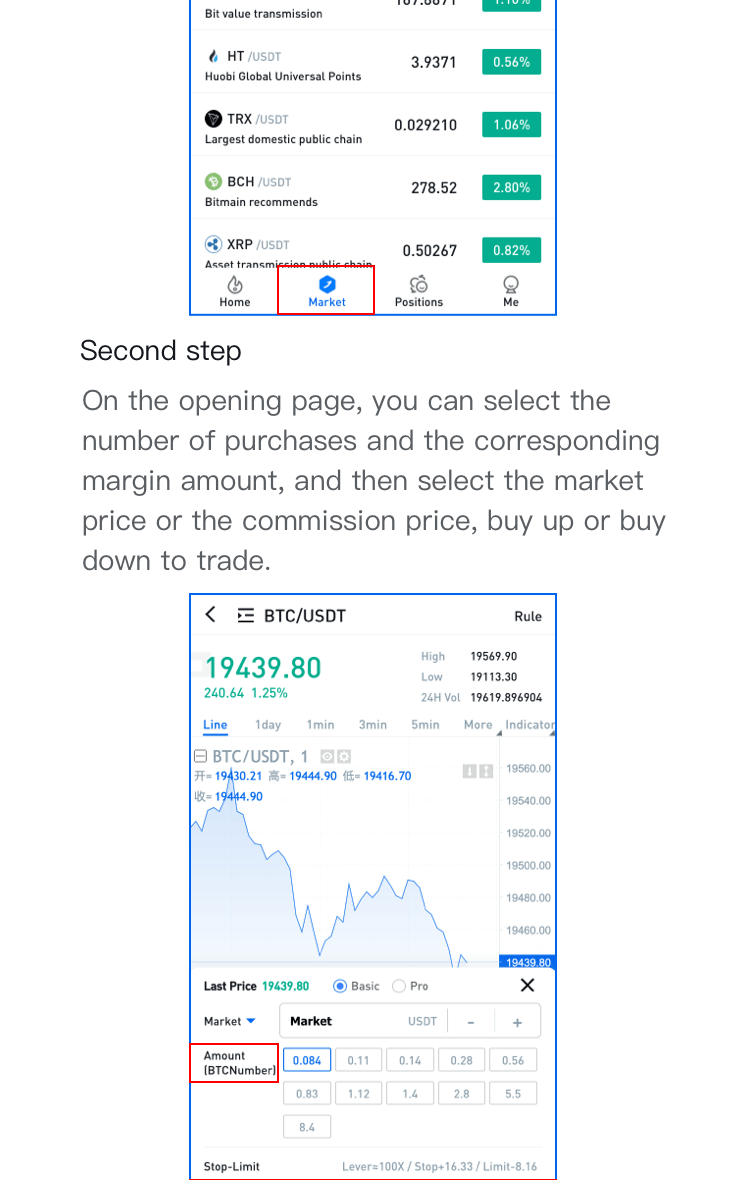 Bit value transmission
HT /USDT 3.9371 0.56%
Huobi Global Universal Points
TRX /USDT 0.029210 1.06%
Largest domestic public chain
BCH /USDT 278.52 2.80%
Bitmain recommends
XRP /USDT 0.50267 0.82%
Asset transmission public chain
Home Market Positions Me
Second step
On the opening page, you can select the
number of purchases and the corresponding
margin amount, and then select the market
price or the commission price, buy up or buy
down to trade.
BTC/USDT Rule
19439.80
240.64 1.25%
High 19569.90
Low 19113.30
24H Vol 19619.896904
Line 1day 1min 3min 5min More Indicator
BTC/USDT, 1
开= 19430.21 高= 19444.90 低= 19416.70
收= 19444.90
19560.00
19540.00
19520.00
19500.00
19480.00
19460.00
19439.80
Last Price 19439.80 Basic Pro
Market Market USDT - +
Amount
(BTCNumber)
0.084 0.11 0.14 0.28 0.56
0.83 1.12 1.4 2.8 5.5
8.4
Stop-Limit Lever=100X / Stop+16.33 / Limit-8.16